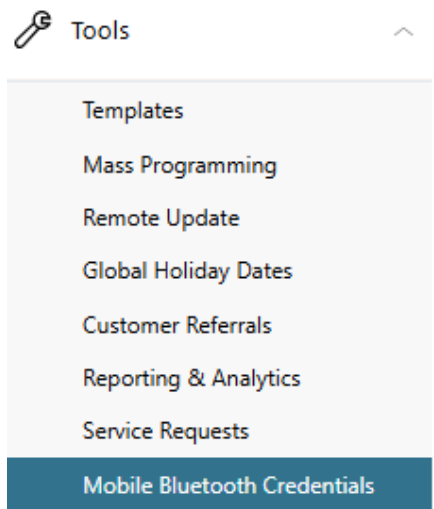 Tools
Templates
Mass Programming
Remote Update
Global Holiday Dates
Customer Referrals
Reporting & Analytics
Service Requests
Mobile Bluetooth Credentials